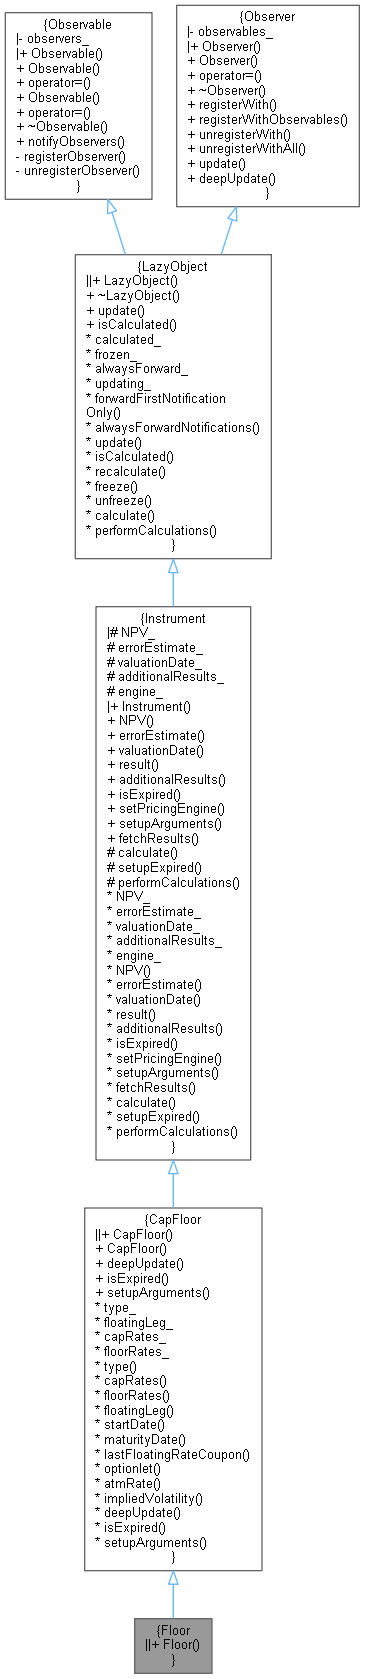 {Observable
|- observers_
|+ Observable()
+ Observable()
+ operator=()
+ Observable()
+ operator=()
+ ~Observable()
+ notifyObservers()
- registerObserver()
- unregisterObserver()
}
{Observer
|- observables_
|+ Observer()
+ Observer()
+ operator=()
+ ~Observer()
+ registerWith()
+ registerWithObservables()
+ unregisterWith()
+ unregisterWithAll()
+ update()
+ deepUpdate()
}
{LazyObject
||+ LazyObject()
+ ~LazyObject()
+ update()
+ isCalculated()
* calculated_
* frozen_
* alwaysForward_
* updating_
* forwardFirstNotification
Only()
* alwaysForwardNotifications()
* update()
* isCalculated()
* recalculate()
* freeze()
* unfreeze()
* calculate()
* performCalculations()
}
{Instrument
|# NPV_
# errorEstimate_
# valuationDate_
# additionalResults_
# engine_
|+ Instrument()
+ NPV()
+ errorEstimate()
+ valuationDate()
+ result()
+ additionalResults()
+ isExpired()
+ setPricingEngine()
+ setupArguments()
+ fetchResults()
# calculate()
# setupExpired()
# performCalculations()
* NPV_
* errorEstimate_
* valuationDate_
* additionalResults_
* engine_
* NPV()
* errorEstimate()
* valuationDate()
* result()
* additionalResults()
* isExpired()
* setPricingEngine()
* setupArguments()
* fetchResults()
* calculate()
* setupExpired()
* performCalculations()
}
{CapFloor
||+ CapFloor()
+ CapFloor()
+ deepUpdate()
+ isExpired()
+ setupArguments()
* type_
* floatingLeg_
* capRates_
* floorRates_
* type()
* capRates()
* floorRates()
* floatingLeg()
* startDate()
* maturityDate()
* lastFloatingRateCoupon()
* optionlet()
* atmRate()
* impliedVolatility()
* deepUpdate()
* isExpired()
* setupArguments()
}
{Floor
||+ Floor()
}